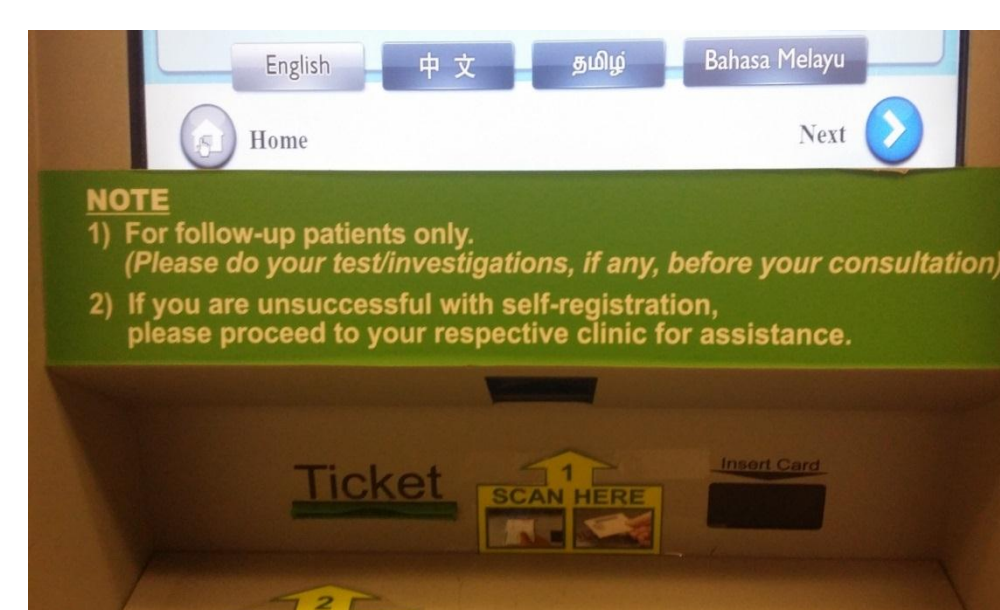 English 中文 தமிழ் Bahasa Melayu
Home Next
NOTE
1) For follow-up patients only.
(Please do your test/investigations, if any, before your consultation)
2) If you are unsuccessful with self-registration,
please proceed to your respective clinic for assistance.
Ticket
1
SCAN HERE
Insert Card
2